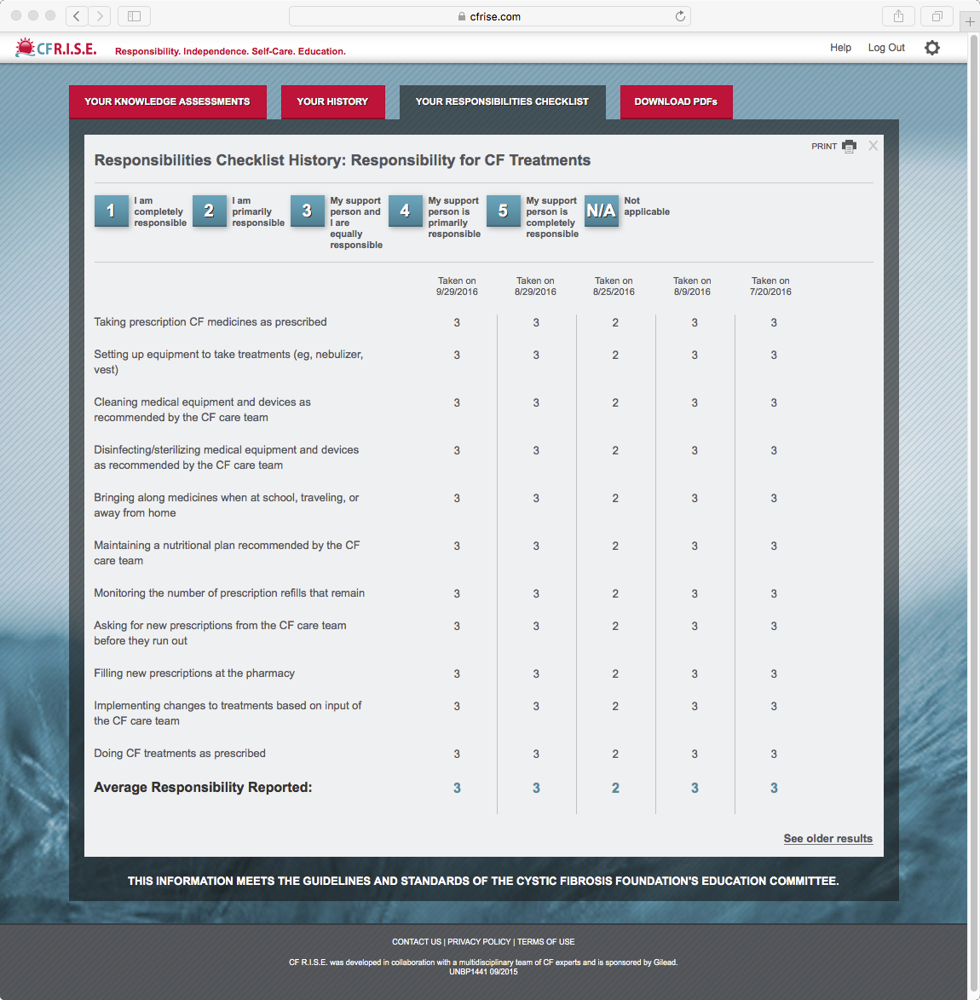 cfrise.com
CFR.I.S.E. Responsibility. Independence. Self-Care. Education.
Help Log Out
YOUR KNOWLEDGE ASSESSMENTS YOUR HISTORY YOUR RESPONSIBILITIES CHECKLIST DOWNLOAD PDFs
PRINT X
Responsibilities Checklist History: Responsibility for CF Treatments
1 I am
completely
responsible
2 I am
primarily
responsible
3 My support
person and
I are
equally
responsible
4 My support
person is
primarily
responsible
5 My support
person is
completely
responsible
N/A Not
applicable
Taken on Taken on Taken on Taken on Taken on
9/29/2016 8/29/2016 8/25/2016 8/9/2016 7/20/2016
Taking prescription CF medicines as prescribed 3 3 2 3 3
Setting up equipment to take treatments (eg, nebulizer, 3 3 2 3 3
vest)
Cleaning medical equipment and devices as 3 3 2 3 3
recommended by the CF care team
Disinfecting/sterilizing medical equipment and devices 3 3 2 3 3
as recommended by the CF care team
Bringing along medicines when at school, traveling, or 3 3 2 3 3
away from home
Maintaining a nutritional plan recommended by the CF 3 3 2 3 3
care team
Monitoring the number of prescription refills that remain 3 3 2 3 3
Asking for new prescriptions from the CF care team 3 3 2 3 3
before they run out
Filling new prescriptions at the pharmacy 3 3 2 3 3
Implementing changes to treatments based on input of 3 3 2 3 3
the CF care team
Doing CF treatments as prescribed 3 3 2 3 3
Average Responsibility Reported: 3 3 2 3 3
See older results
THIS INFORMATION MEETS THE GUIDELINES AND STANDARDS OF THE CYSTIC FIBROSIS FOUNDATION'S EDUCATION COMMITTEE.
CONTACT US | PRIVACY POLICY | TERMS OF USE
CF R.I.S.E. was developed in collaboration with a multidisciplinary team of CF experts and is sponsored by Gilead.
UNBP1441 09/2015